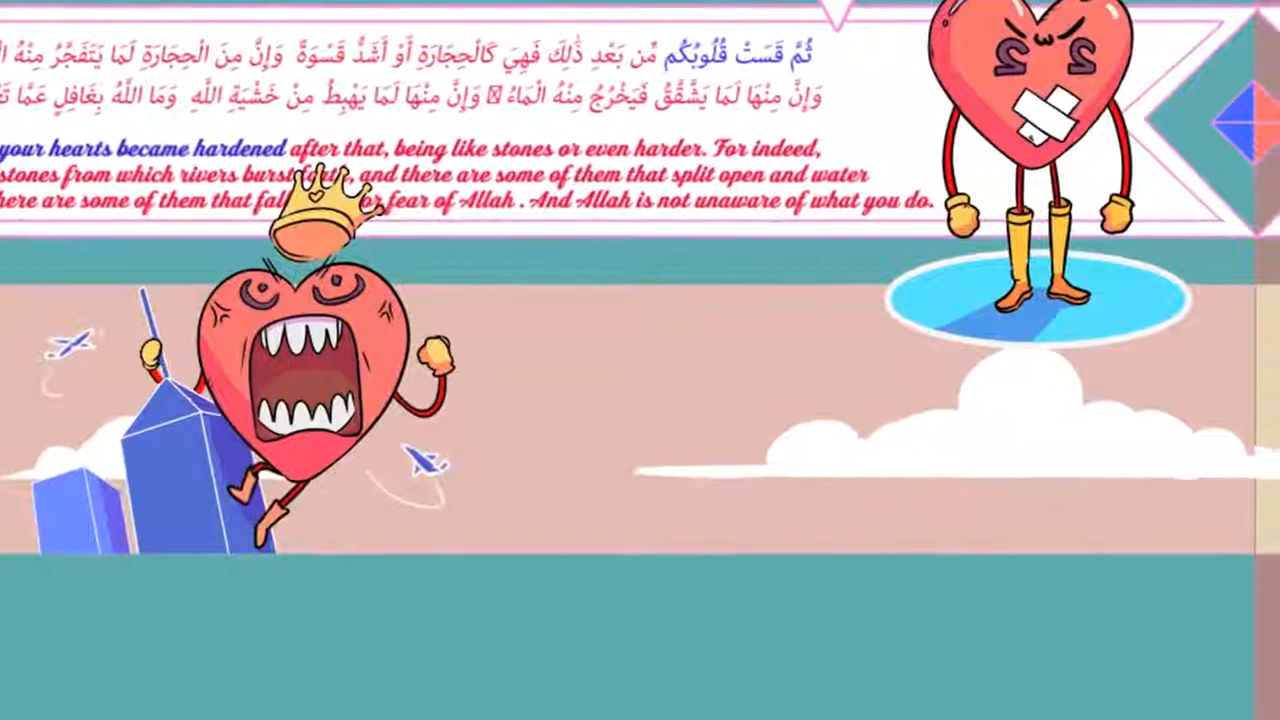 ثُمَّ قَسَتْ قُلُوبُكُم مِّن بَعْدِ ذَٰلِكَ فَهِيَ كَالْحِجَارَةِ أَوْ أَشَدُّ قَسْوَةً ۚ وَإِنَّ مِنَ الْحِجَارَةِ لَمَا يَتَفَجَّرُ مِنْهُ
وَإِنَّ مِنْهَا لَمَا يَشَّقَّقُ فَيَخْرُجُ مِنْهُ الْمَاءُ وَإِنَّ مِنْهَا لَمَا يَهْبِطُ مِنْ خَشْيَةِ اللَّهِ ۗ وَمَا اللَّهُ بِغَافِلٍ عَمَّا
your hearts became hardened after that, being like stones or even harder. For indeed,
stones from which rivers burst, and there are some of them that split open and water
there are some of them that fear of Allah . And Allah is not unaware of what you do.